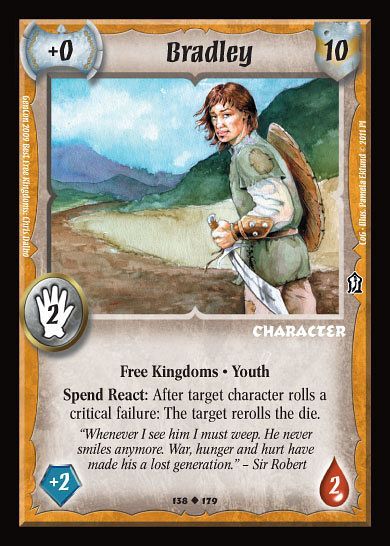 +0
Bradley
10
2
CHARACTER
Free Kingdoms • Youth
Spend React: After target character rolls a
critical failure: The target rerolls the die.
“Whenever I see him I must weep. He never
smiles anymore. War, hunger and hurt have
made his a lost generation.” – Sir Robert
+2
138 ◆ 179
2